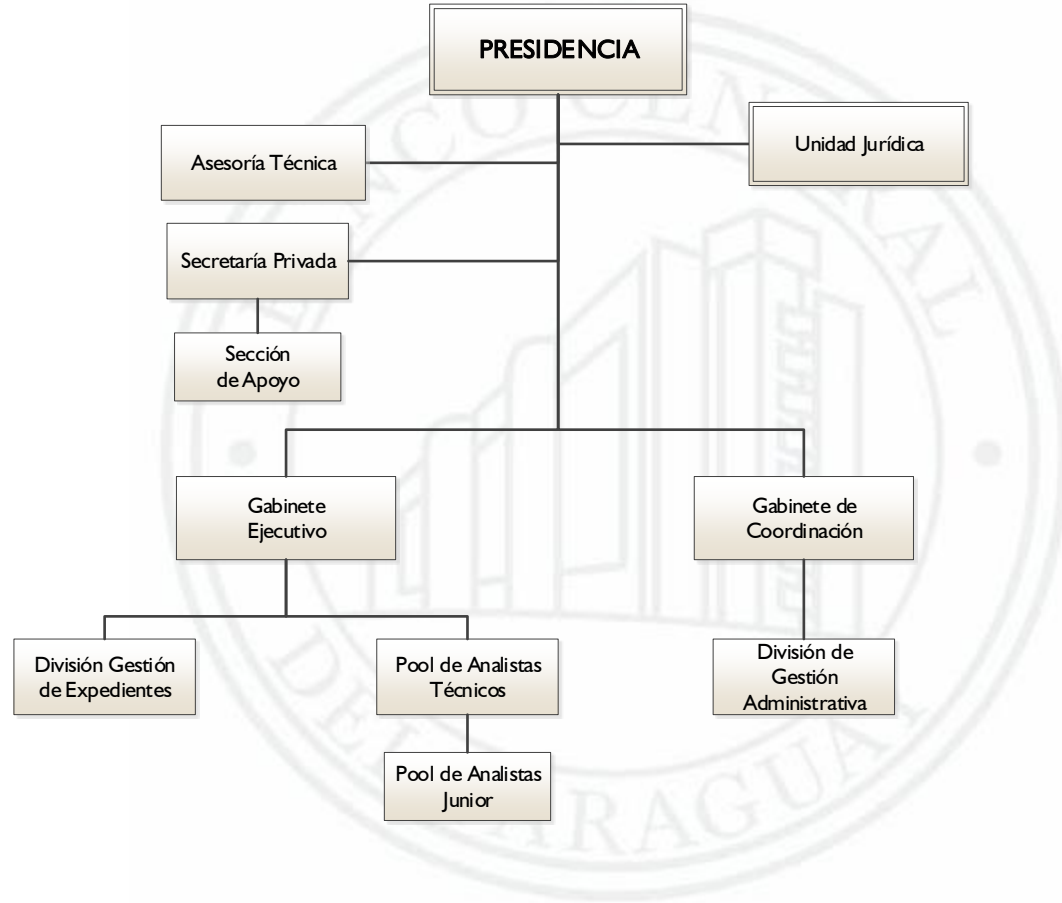 PRESIDENCIA
Unidad Jurídica
Asesoría Técnica
Secretaría Privada
Sección
de Apoyo
Gabinete
Ejecutivo
Gabinete de
Coordinación
División Gestión
de Expedientes
Pool de Analistas
Técnicos
División de
Gestión
Administrativa
Pool de Analistas
Junior